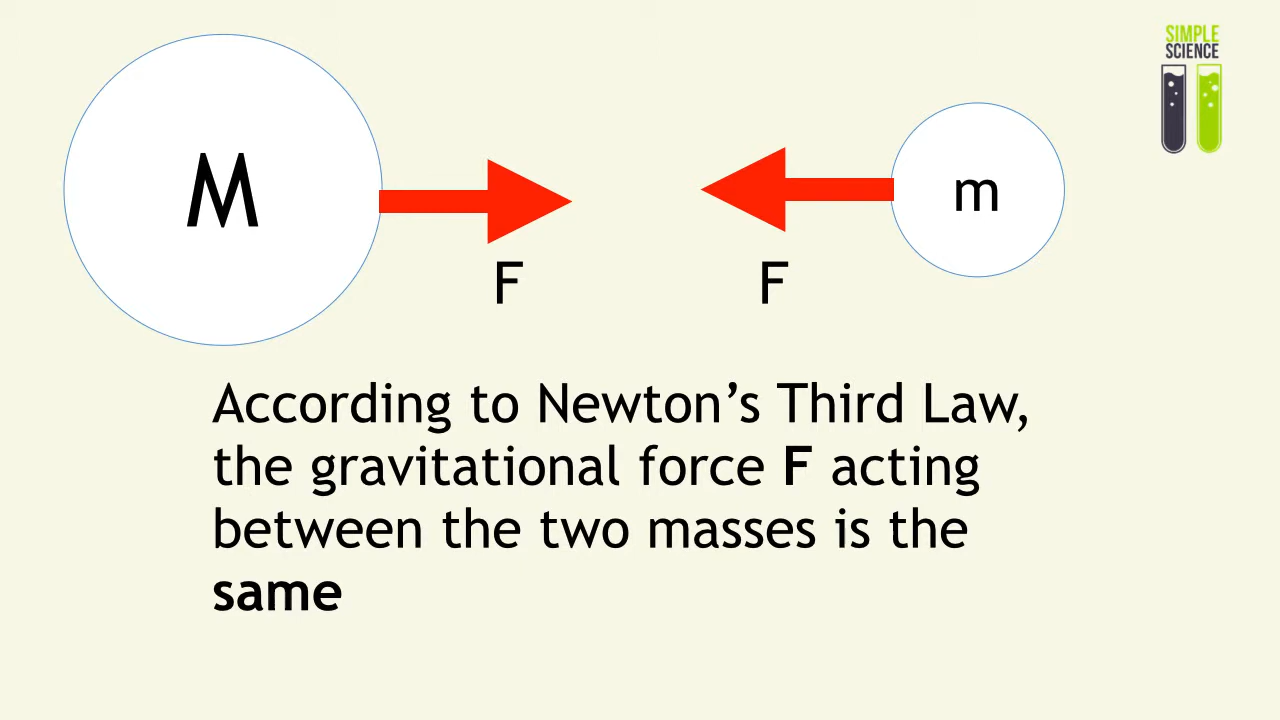 SIMPLE
SCIENCE
M
m
F
F
According to Newton’s Third Law,
the gravitational force F acting
between the two masses is the
same